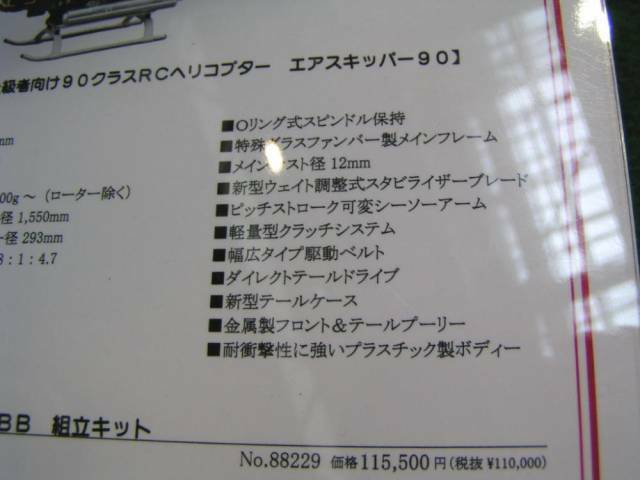 級者向け90クラスRCヘリコプター　エアスキッパー90】
■Oリング式スピンドル保持
■特殊グラスファンバー製メインフレーム
■メインマスト径 12mm
■新型ウェイト調整式スタビライザーブレード
■ピッチストローク可変シーソーアーム
■軽量型クラッチシステム
■幅広タイプ駆動ベルト
■ダイレクトテールドライブ
■新型テールケース
■金属製フロント&テールプーリー
■耐衝撃性に強いプラスチック製ボディー
mm
00g ～（ローター除く）
径 1,550mm
ー径 293mm
：1：4.7
BB　組立キット
No.88229 価格 115,500 円（税抜 ¥110,000）